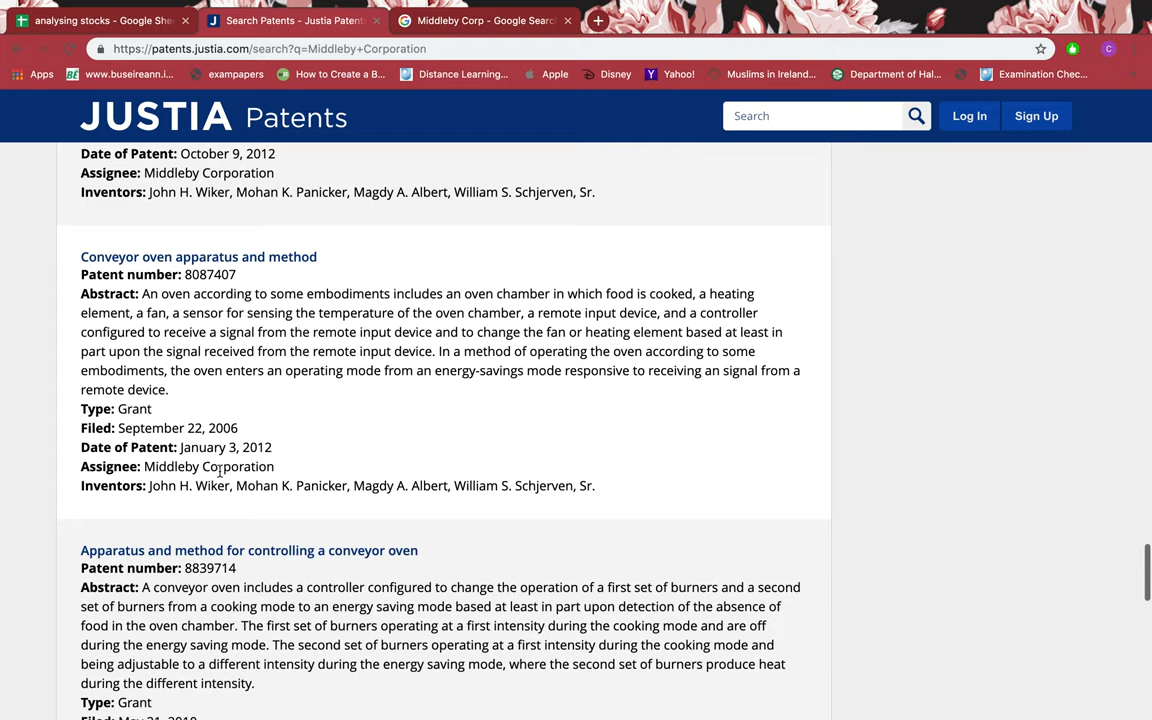 analysing stocks - Google She
Search Patents - Justia Patent
Middleby Corp - Google Search
https://patents.justia.com/search?q=Middleby+Corporation
Apps
www.buseireann.i...
exampapers
How to Create a B...
Distance Learning...
Apple
Disney
Yahoo!
Muslims in Ireland...
Department of Hal...
Examination Chec...
JUSTIA Patents
Search
Log In
Sign Up
Date of Patent: October 9, 2012
Assignee: Middleby Corporation
Inventors: John H. Wiker, Mohan K. Panicker, Magdy A. Albert, William S. Schjerven, Sr.
Conveyor oven apparatus and method
Patent number: 8087407
Abstract: An oven according to some embodiments includes an oven chamber in which food is cooked, a heating
element, a fan, a sensor for sensing the temperature of the oven chamber, a remote input device, and a controller
configured to receive a signal from the remote input device and to change the fan or heating element based at least in
part upon the signal received from the remote input device. In a method of operating the oven according to some
embodiments, the oven enters an operating mode from an energy-savings mode responsive to receiving an signal from a
remote device.
Type: Grant
Filed: September 22, 2006
Date of Patent: January 3, 2012
Assignee: Middleby Corporation
Inventors: John H. Wiker, Mohan K. Panicker, Magdy A. Albert, William S. Schjerven, Sr.
Apparatus and method for controlling a conveyor oven
Patent number: 8839714
Abstract: A conveyor oven includes a controller configured to change the operation of a first set of burners and a second
set of burners from a cooking mode to an energy saving mode based at least in part upon detection of the absence of
food in the oven chamber. The first set of burners operating at a first intensity during the cooking mode and are off
during the energy saving mode. The second set of burners operating at a first intensity during the cooking mode and
being adjustable to a different intensity during the energy saving mode, where the second set of burners produce heat
during the different intensity.
Type: Grant
Filed: May 21, 2010